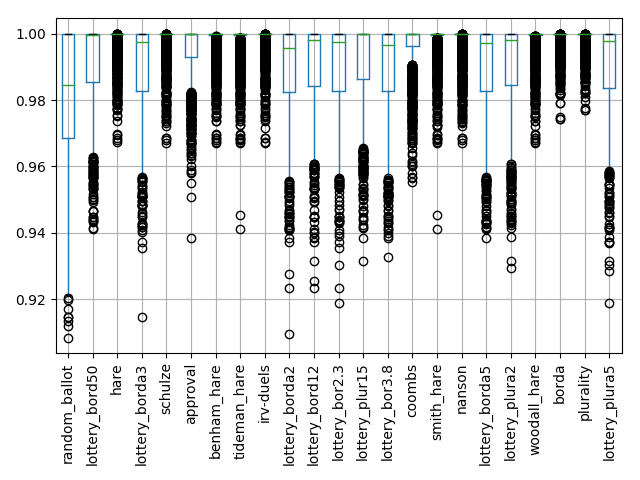 1.00
0.98
0.96
0.94
0.92
random_ballot
lottery_bord50
hare
lottery_borda3
schulze
approval
benham_hare
tideman_hare
irv-duels
lottery_borda2
lottery_bord12
lottery_bor2.3
lottery_plur15
lottery_bor3.8
coombs
smith_hare
nanson
lottery_borda5
lottery_plura2
woodall_hare
borda
plurality
lottery_plura5